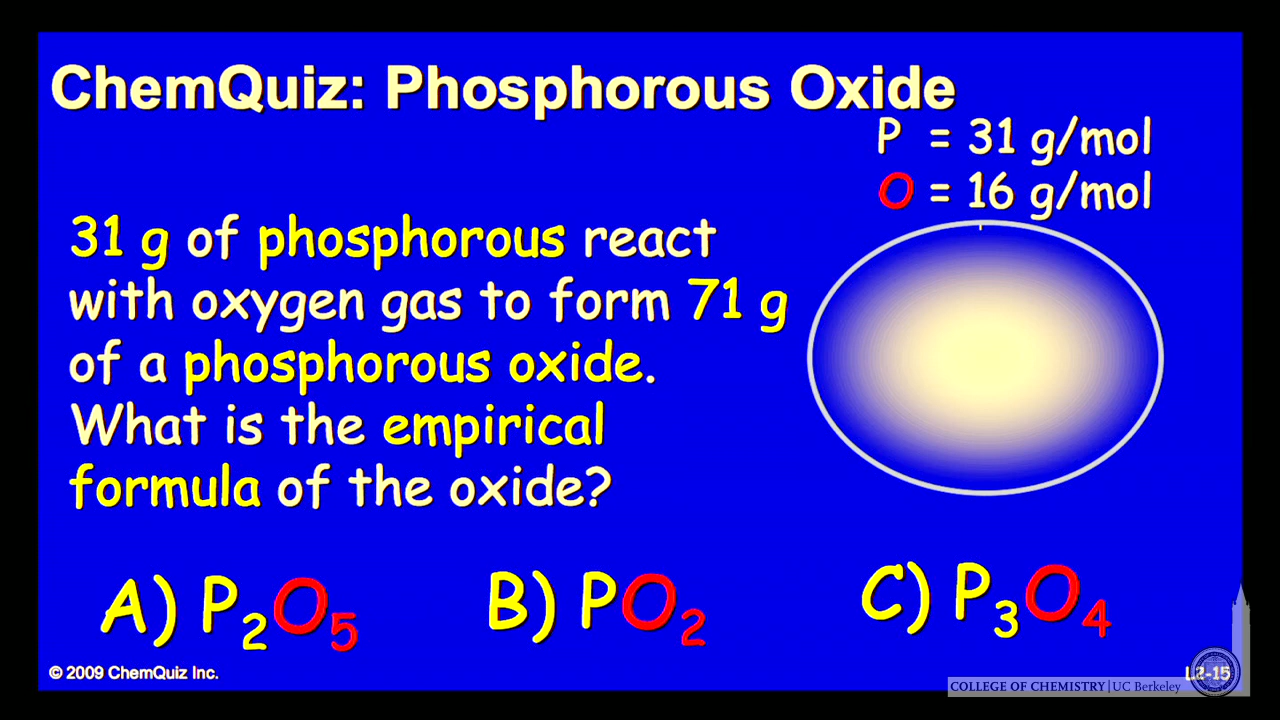 ChemQuiz: Phosphorous Oxide
P = 31 g/mol
O = 16 g/mol
31 g of phosphorous react
with oxygen gas to form 71 g
of a phosphorous oxide.
What is the empirical
formula of the oxide?
A) P₂O₅ B) PO₂ C) P₃O₄
© 2009 ChemQuiz Inc.
L2-15
COLLEGE OF CHEMISTRY | UC Berkeley